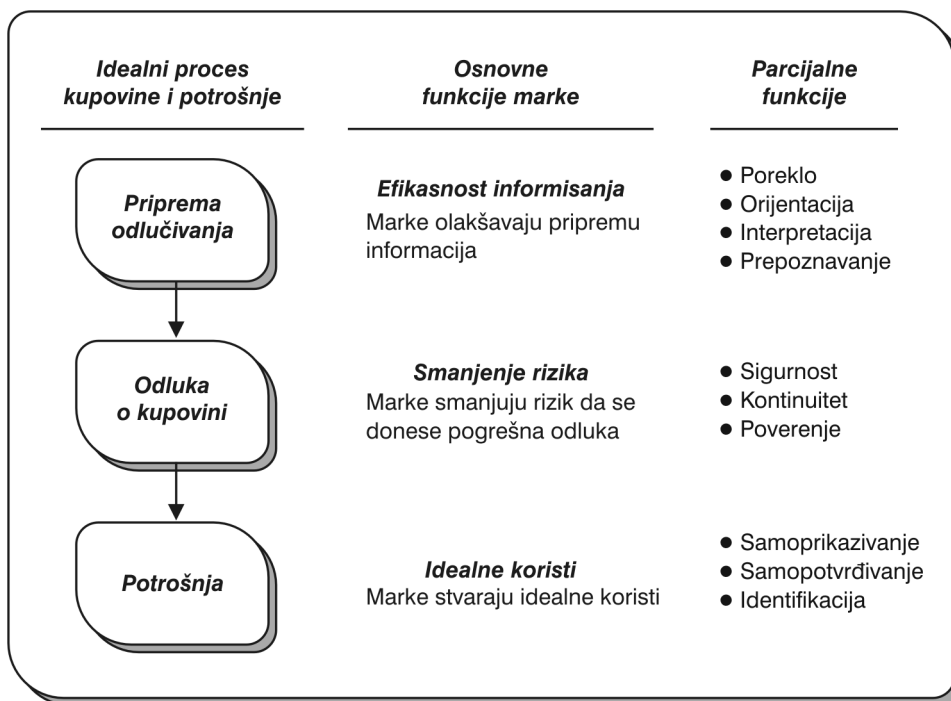 Idealni proces
kupovine i potrošnje
Osnovne
funkcije marke
Parcijalne
funkcije
Priprema
odlučivanja
Efikasnost informisanja
Marke olakšavaju pripremu
informacija
● Poreklo
● Orijentacija
● Interpretacija
● Prepoznavanje
Odluka
o kupovini
Smanjenje rizika
Marke smanjuju rizik da se
donese pogrešna odluka
● Sigurnost
● Kontinuitet
● Poverenje
Potrošnja
Idealne koristi
Marke stvaraju idealne koristi
● Samoprikazivanje
● Samopotvrđivanje
● Identifikacija